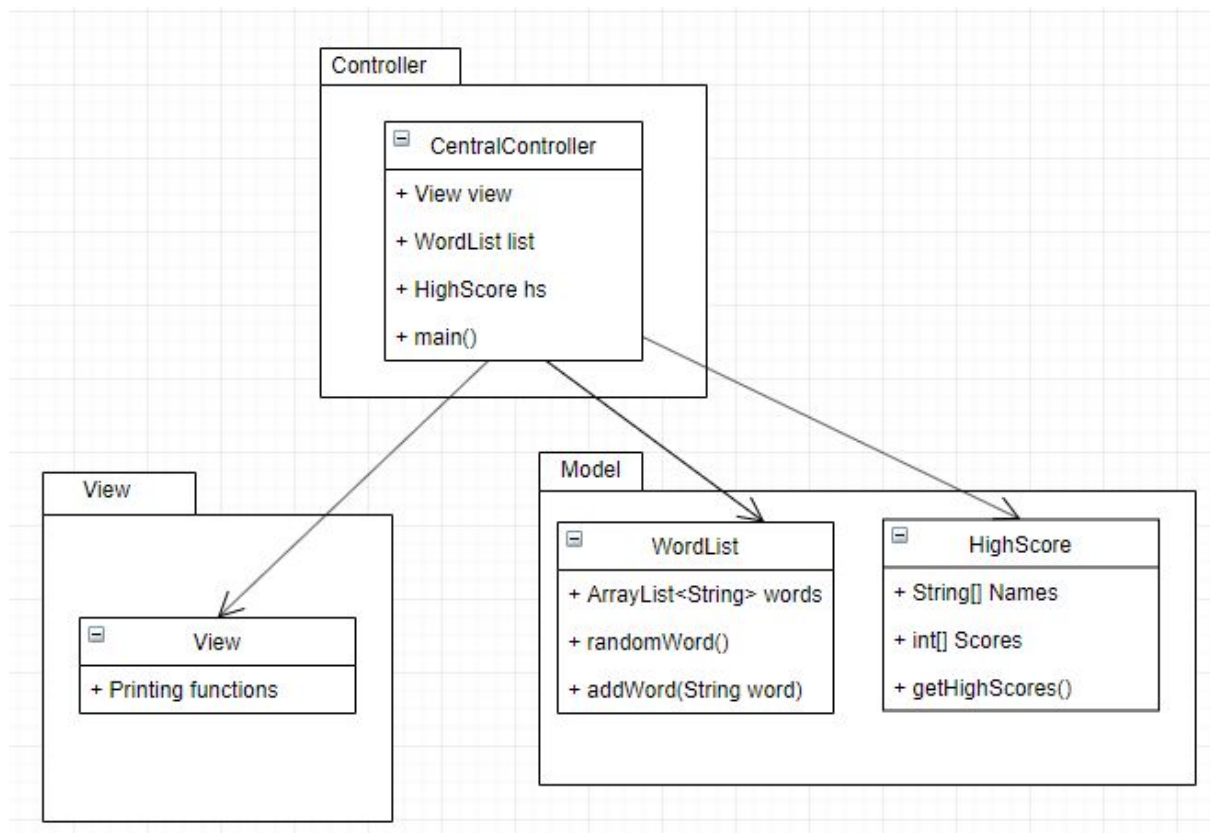 Controller
CentralController
+ View view
+ WordList list
+ HighScore hs
+ main()
View
View
+ Printing functions
Model
WordList
+ ArrayList<String> words
+ randomWord()
+ addWord(String word)
HighScore
+ String[] Names
+ int[] Scores
+ getHighScores()